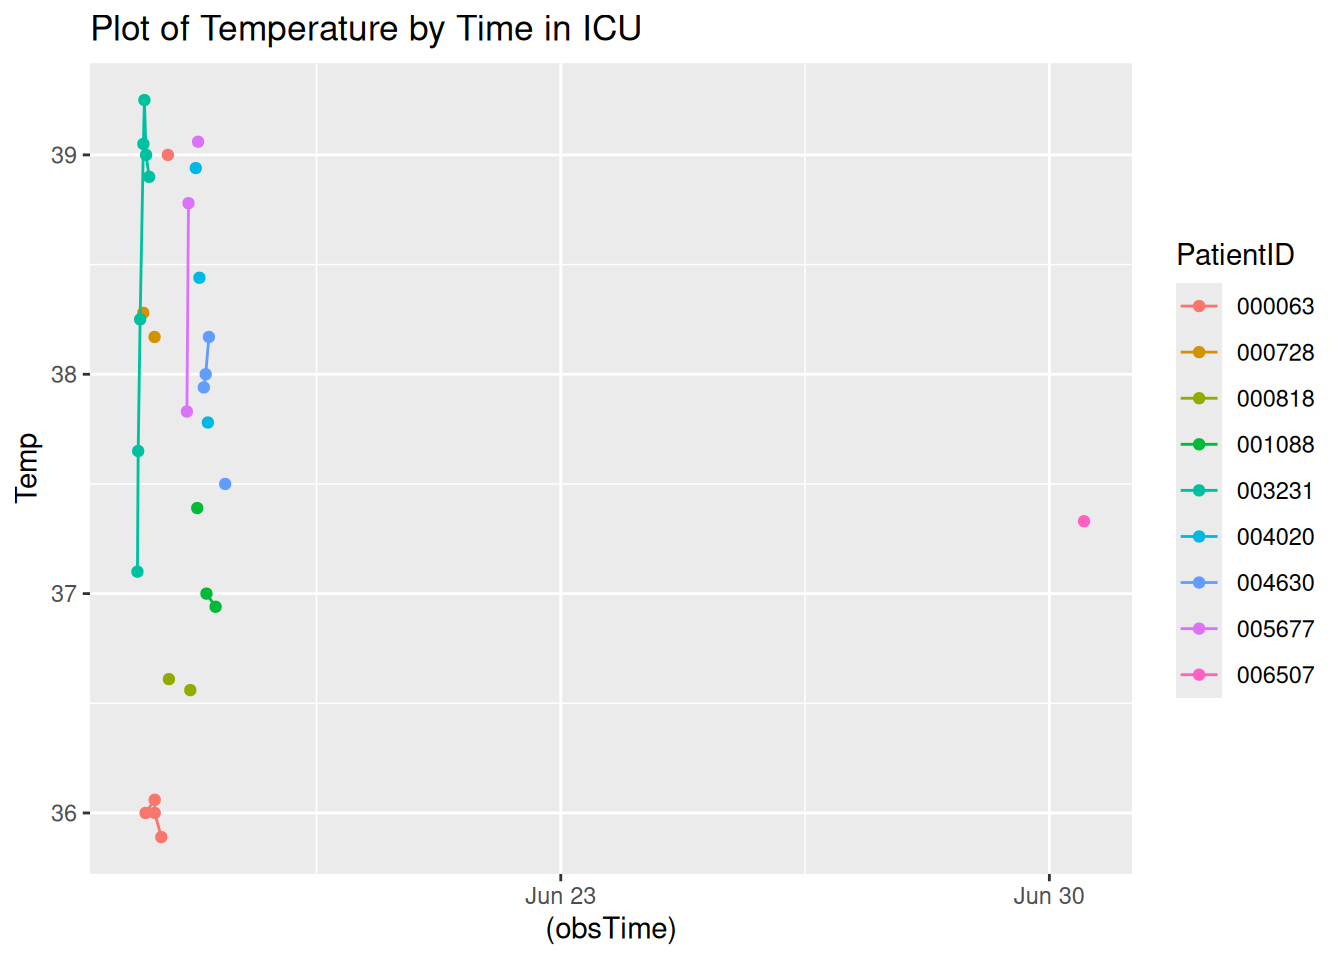 Plot of Temperature by Time in ICU
39
38
37
36
Temp
Jun 23
Jun 30
(obsTime)
PatientID
000063
000728
000818
001088
003231
004020
004630
005677
006507